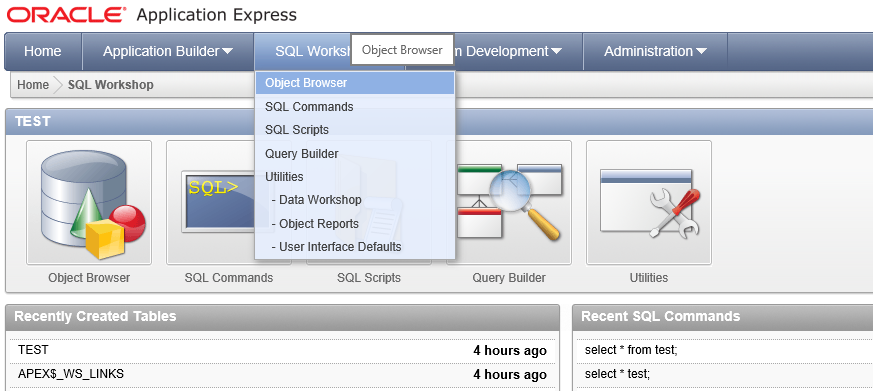 ORACLE® Application Express
Home Application Builder SQL Worksh Object Browser m Development Administration
Home SQL Workshop
Object Browser
SQL Commands
SQL Scripts
Query Builder
Utilities
- Data Workshop
- Object Reports
- User Interface Defaults
TEST
SQL>
Object Browser SQL Commands SQL Scripts Query Builder Utilities
Recently Created Tables
TEST 4 hours ago
APEX$_WS_LINKS 4 hours ago
Recent SQL Commands
select * from test;
select * test;